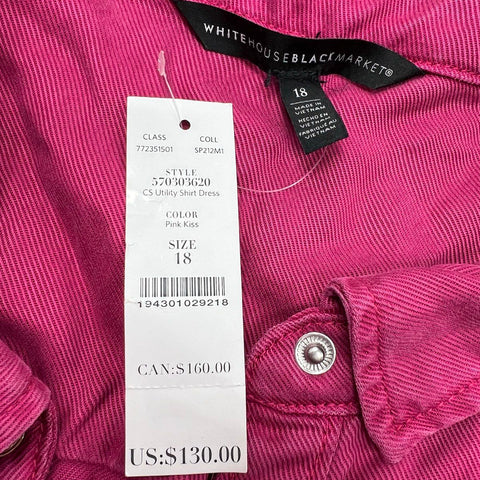 WHITEHOUSEBLACKMARKET®
18
MADE IN
VIETNAM
HECHO EN
VIETNAM
FABRIQUÉ AU
VIETNAM
CLASS COLL
772351501 SP212M1
STYLE
570303620
CS Utility Shirt Dress
COLOR
Pink Kiss
SIZE
18
194301029218
CAN:$160.00
US:$130.00